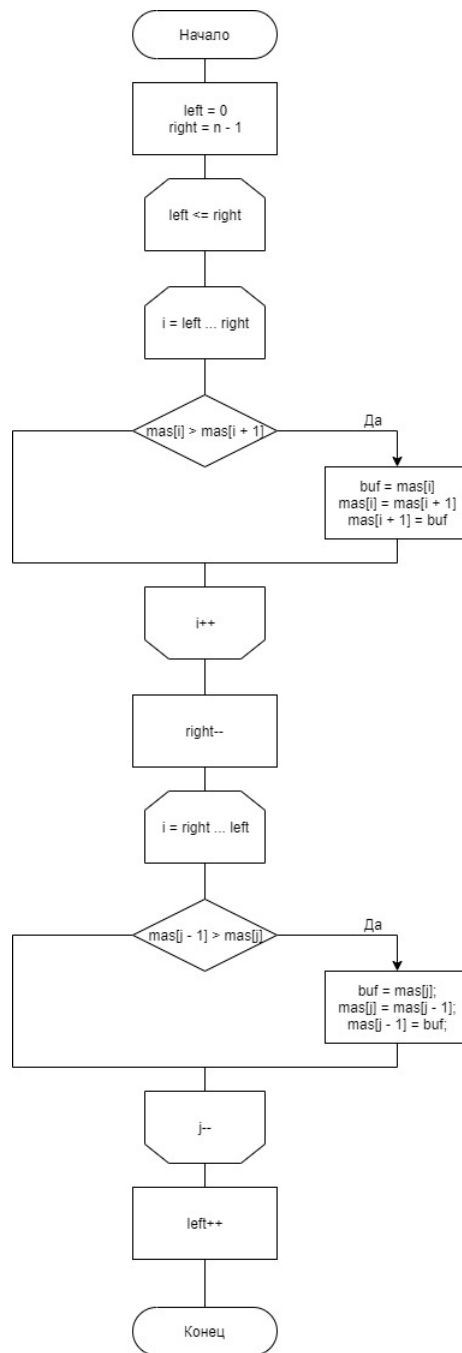 Начало
left = 0
right = n - 1
left <= right
i = left ... right
mas[i] > mas[i + 1]
Да
buf = mas[i]
mas[i] = mas[i + 1]
mas[i + 1] = buf
i++
right--
i = right ... left
mas[j - 1] > mas[j]
Да
buf = mas[j];
mas[j] = mas[j - 1];
mas[j - 1] = buf;
j--
left++
Конец